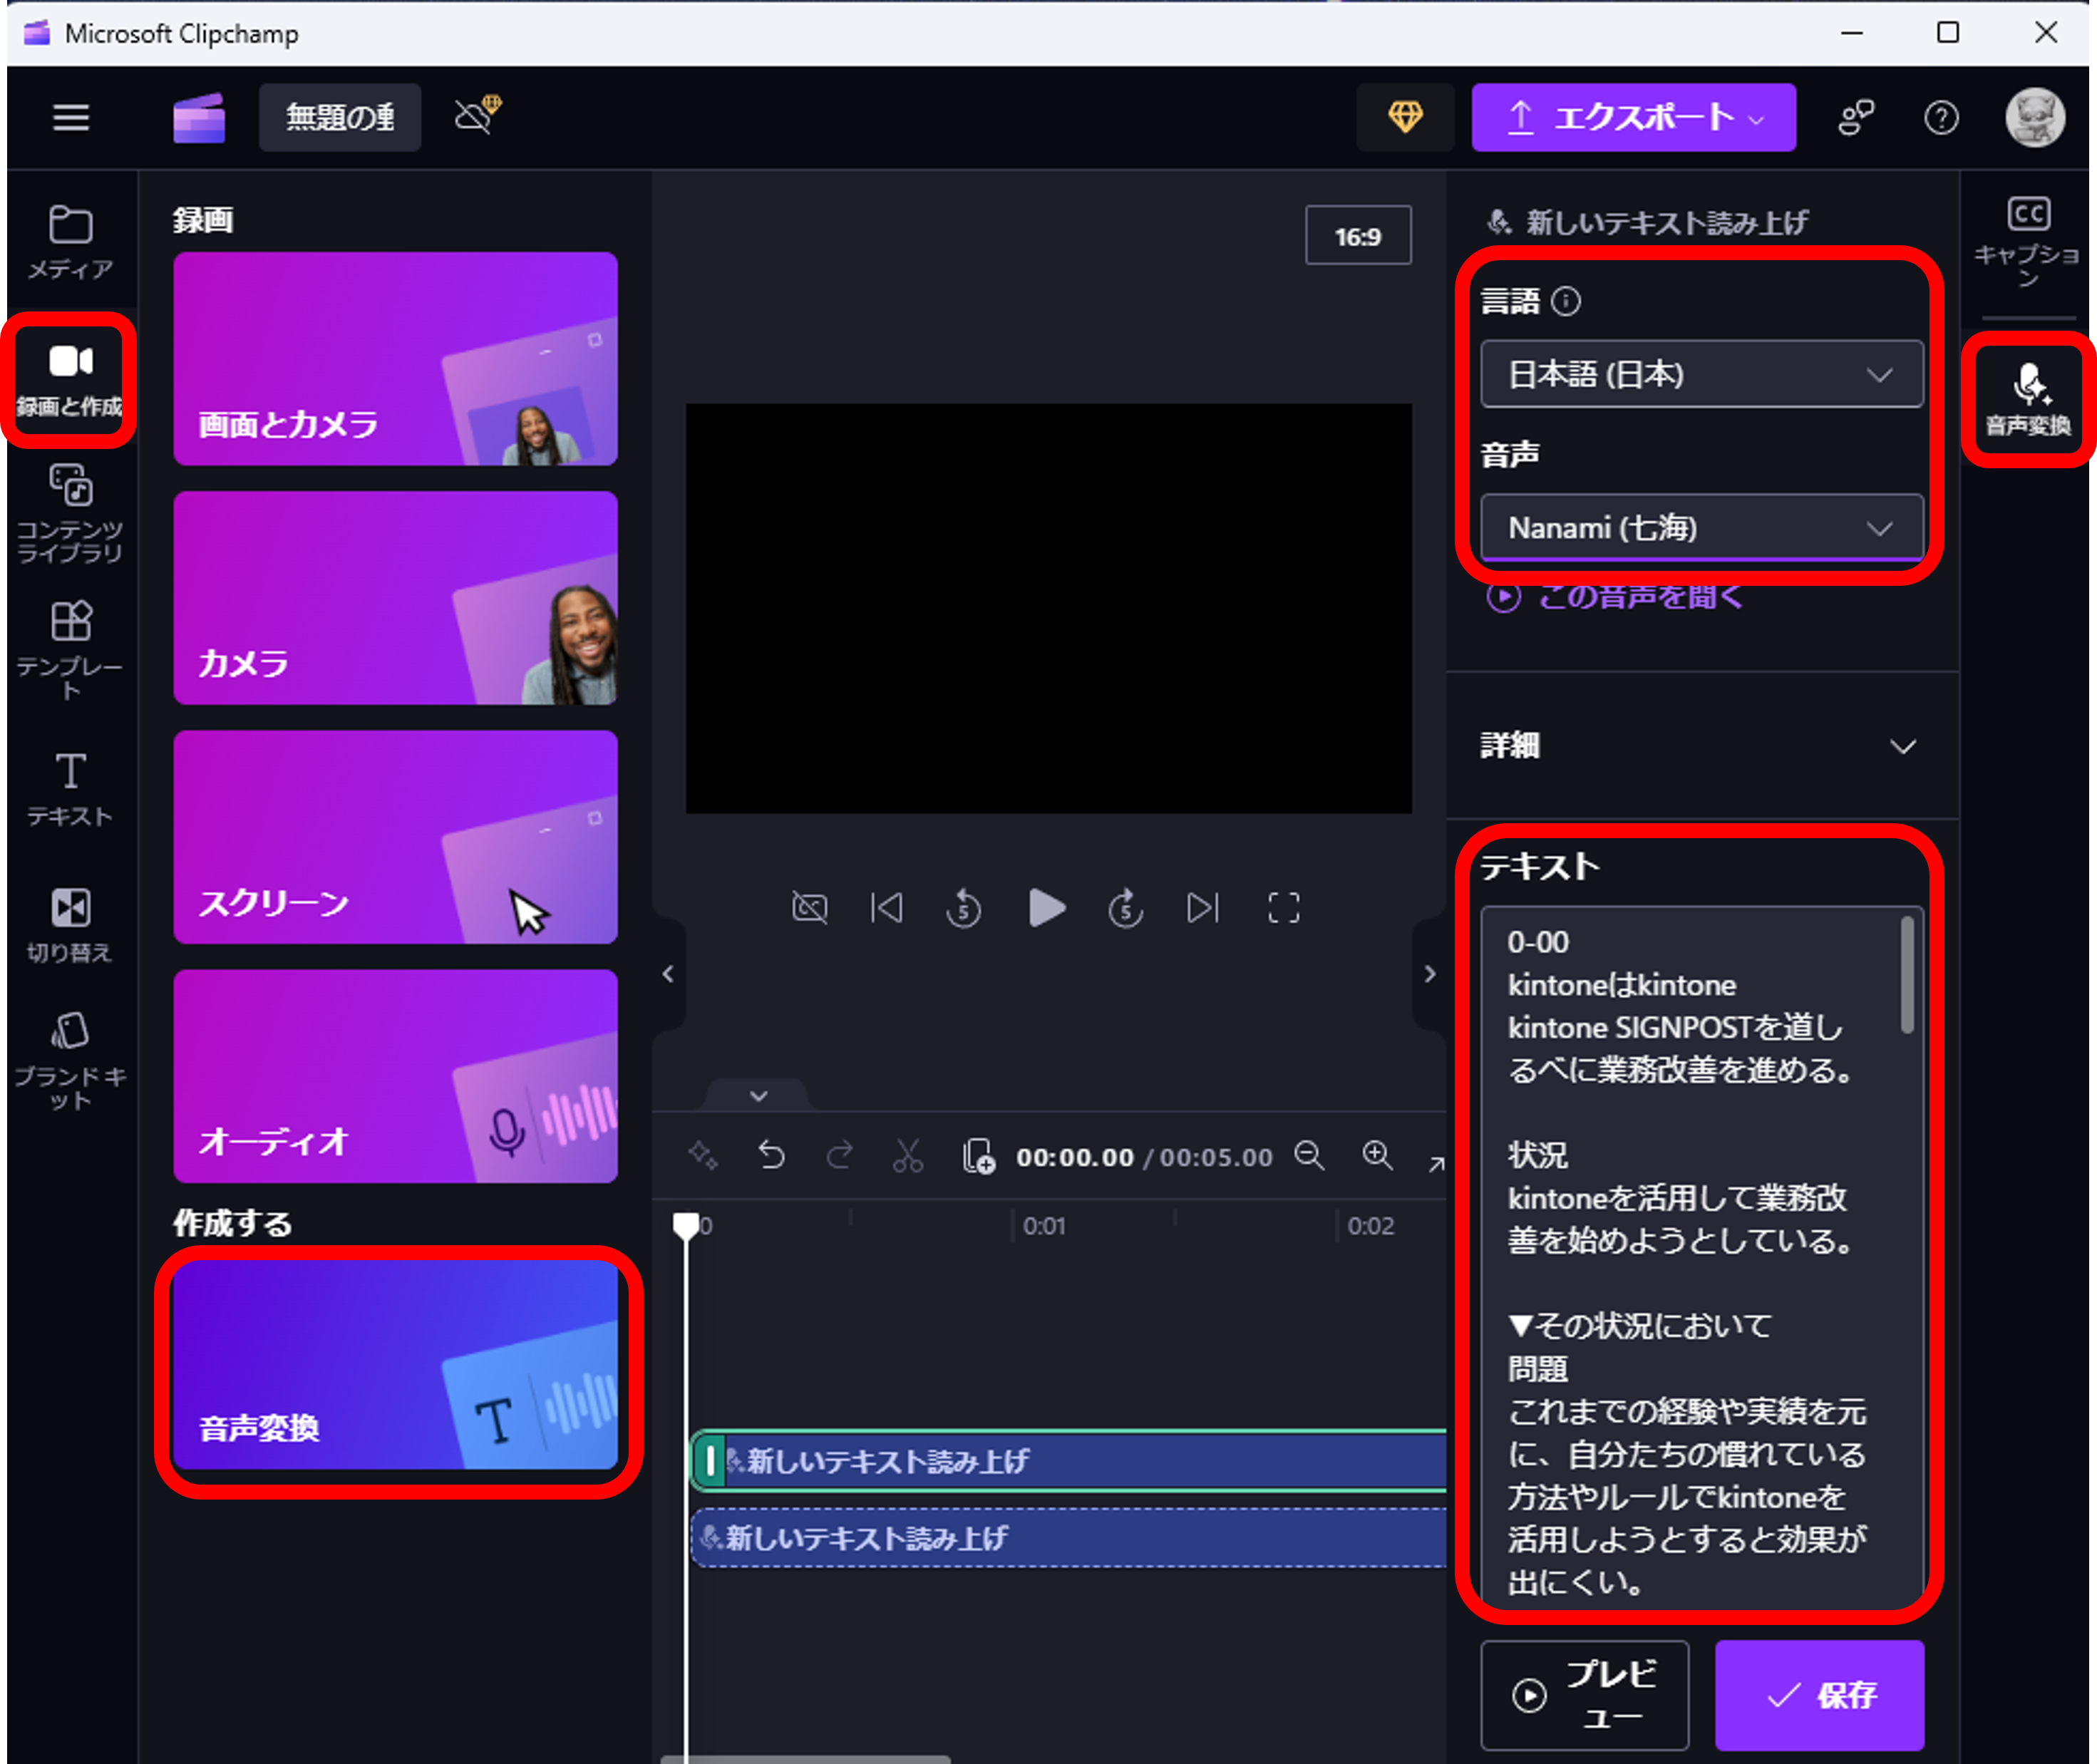 Microsoft Clipchamp
無題の動
エクスポート
メディア
録画と作成
コンテンツ
ライブラリ
テンプレー
ト
テキスト
切り替え
ブランド キ
ット
録画
画面とカメラ
カメラ
スクリーン
オーディオ
作成する
音声変換
16:9
5
5
00:00.00 / 00:05.00
0
0:01
0:02
新しいテキスト読み上げ
新しいテキスト読み上げ
新しいテキスト読み上げ
言語
日本語 (日本)
音声
Nanami (七海)
この音声を聞く
詳細
テキスト
0-00
kintoneはkintone
kintone SIGNPOSTを道し
るべに業務改善を進める。
状況
kintoneを活用して業務改
善を始めようとしている。
▼その状況において
問題
これまでの経験や実績を元
に、自分たちの慣れている
方法やルールでkintoneを
活用しようとすると効果が
出にくい。
プレビ
ュー
保存
CC
キャプショ
ン
音声変換